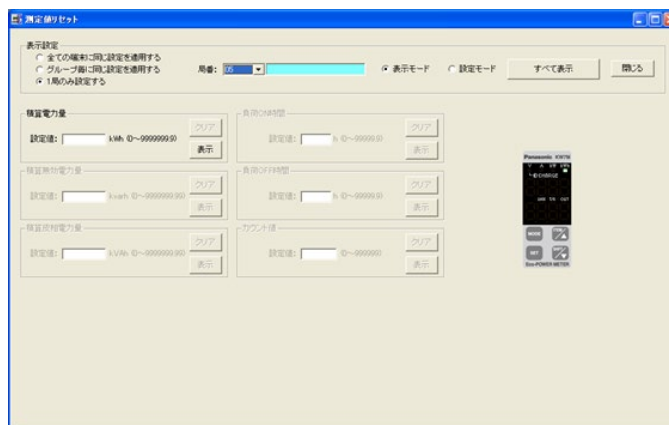 測定値リセット
表示設定
全ての端末に同じ設定を適用する
グループ毎に同じ設定を適用する
1局のみ設定する
局番: 05 表示モード 設定モード すべて表示 閉じる
積算電力量
設定値: kWh (0～9999999.9)
クリア
表示
負荷ON時間
設定値: h (0～99999.9)
クリア
表示
積算無効電力量
設定値: kvarh (0～9999999.99)
クリア
表示
負荷OFF時間
設定値: h (0～99999.9)
クリア
表示
積算皮相電力量
設定値: kVAh (0～9999999.99)
クリア
表示
カウント値
設定値: (0～9999999)
クリア
表示
Panasonic
MODE
SET
Eco-POWER METER